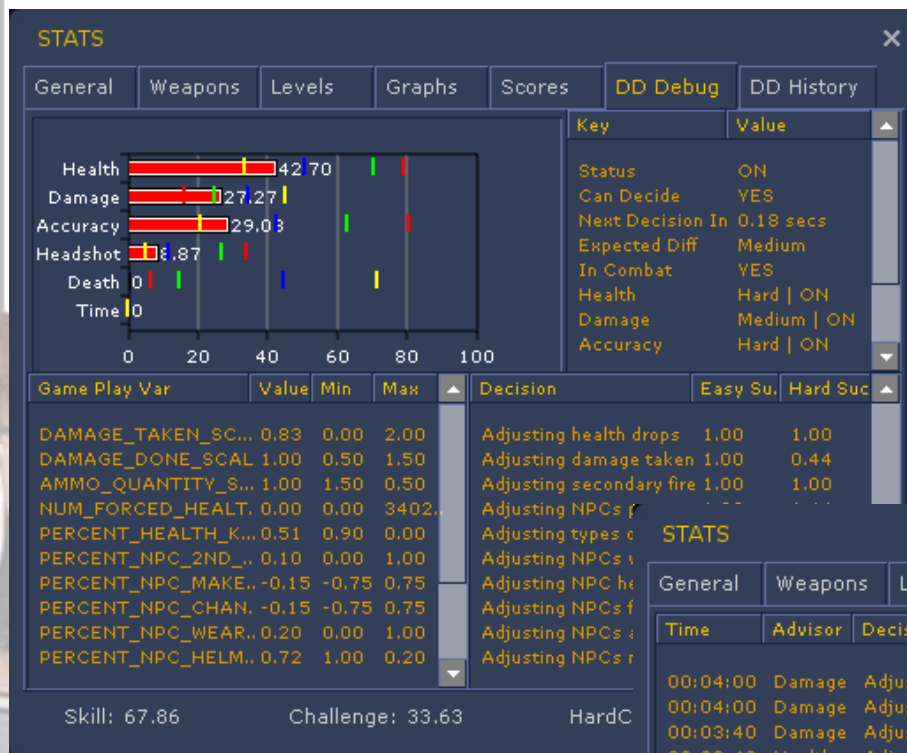 STATS
General Weapons Levels Graphs Scores DD Debug DD History
Health 42.70
Damage 27.27
Accuracy 29.03
Headshot 8.87
Death 0
Time 0
0 20 40 60 80 100
Key Value
Status ON
Can Decide YES
Next Decision In 0.18 secs
Expected Diff Medium
In Combat YES
Health Hard | ON
Damage Medium | ON
Accuracy Hard | ON
Game Play Var Value Min Max
DAMAGE_TAKEN_SC... 0.83 0.00 2.00
DAMAGE_DONE_SCAL 1.00 0.50 1.50
AMMO_QUANTITY_S... 1.00 1.50 0.50
NUM_FORCED_HEALT. 0.00 0.00 3402..
PERCENT_HEALTH_K... 0.51 0.90 0.00
PERCENT_NPC_2ND_.. 0.10 0.00 1.00
PERCENT_NPC_MAKE.. -0.15 -0.75 0.75
PERCENT_NPC_CHAN. -0.15 -0.75 0.75
PERCENT_NPC_WEAR.. 0.20 0.00 1.00
PERCENT_NPC_HELM.. 0.72 1.00 0.20
Decision Easy Su. Hard Suc
Adjusting health drops 1.00 1.00
Adjusting damage taken 1.00 0.44
Adjusting secondary fire 1.00 1.00
Adjusting NPCs
Adjusting types
Adjusting NPCs
Adjusting NPC he
Adjusting NPCs f
Adjusting NPCs
Adjusting NPCs
Skill: 67.86 Challenge: 33.63 HardC
STATS
General Weapons L
Time Advisor Decis
00:04:00 Damage Adjus
00:04:00 Damage Adjus
00:03:40 Damage Adjus